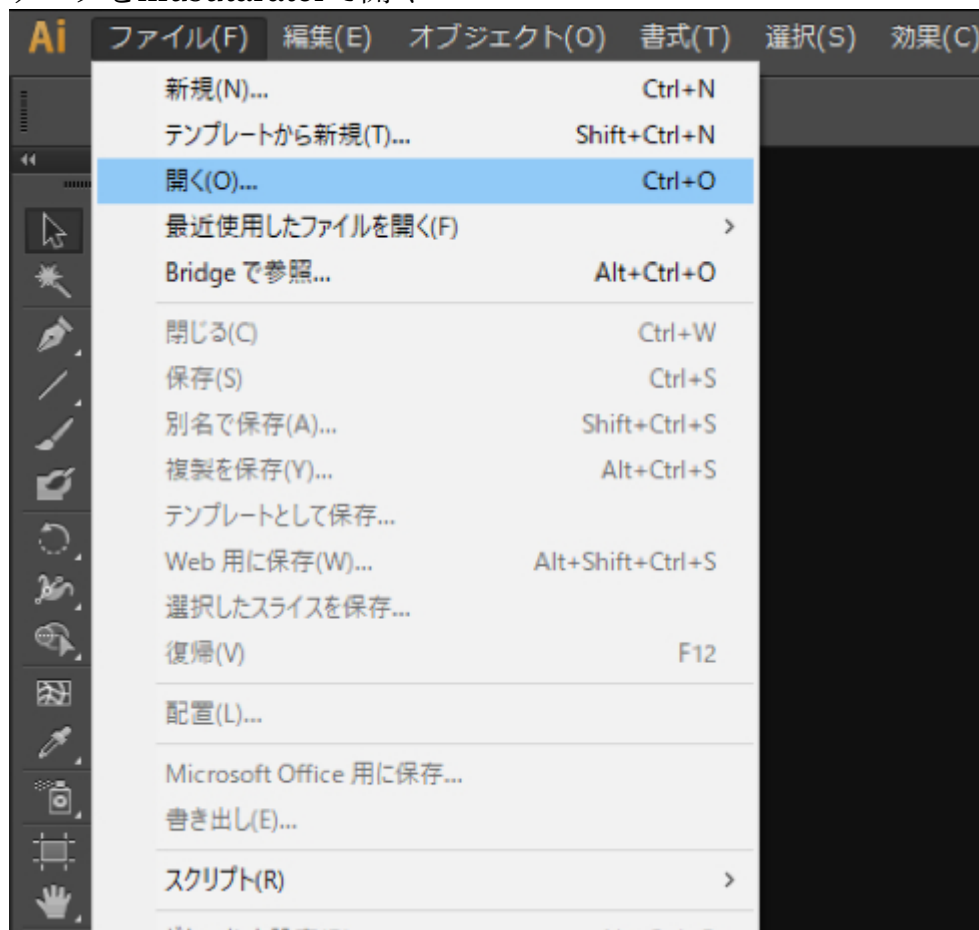 Ai ファイル(F) 編集(E) オブジェクト(O) 書式(T) 選択(S) 効果(C)
新規(N)... Ctrl+N
テンプレートから新規(T)... Shift+Ctrl+N
開く(O)... Ctrl+O
最近使用したファイルを開く(F) >
Bridge で参照... Alt+Ctrl+O
閉じる(C) Ctrl+W
保存(S) Ctrl+S
別名で保存(A)... Shift+Ctrl+S
複製を保存(Y)... Alt+Ctrl+S
テンプレートとして保存...
Web 用に保存(W)... Alt+Shift+Ctrl+S
選択したスライスを保存...
復帰(V) F12
配置(L)...
Microsoft Office 用に保存...
書き出し(E)...
スクリプト(R) >